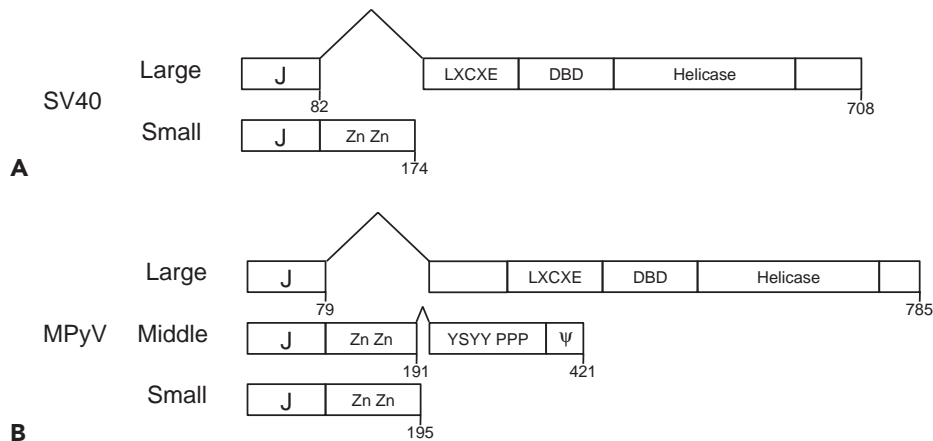 Large J LXCXE DBD Helicase
82 708
SV40
Small J Zn Zn
174
A
Large J LXCXE DBD Helicase
79 785
MPyV Middle J Zn Zn YSYY PPP Ψ
191 421
Small J Zn Zn
195
B